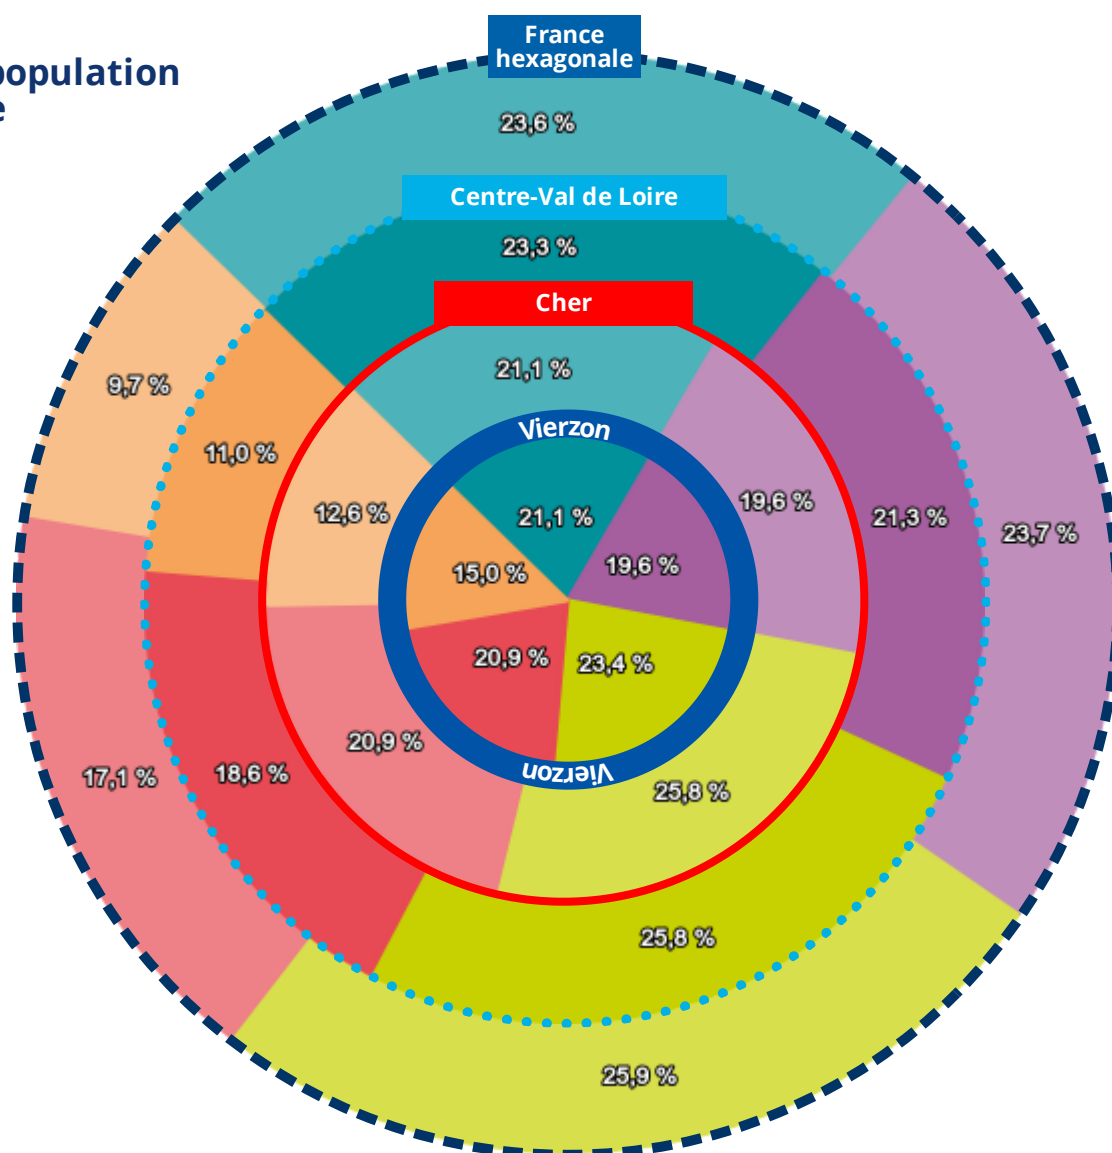 France
hexagonale
population
e
23,6 %
Centre-Val de Loire
23,3 %
Cher
21,1 %
9,7 %
Vierzon
11,0 %
12,6 %
19,6 %
21,1 %
21,3 %
23,7 %
15,0 %
19,6 %
20,9 %
23,4 %
20,9 %
17,1 %
18,6 %
Vierzon
25,8 %
25,8 %
25,9 %